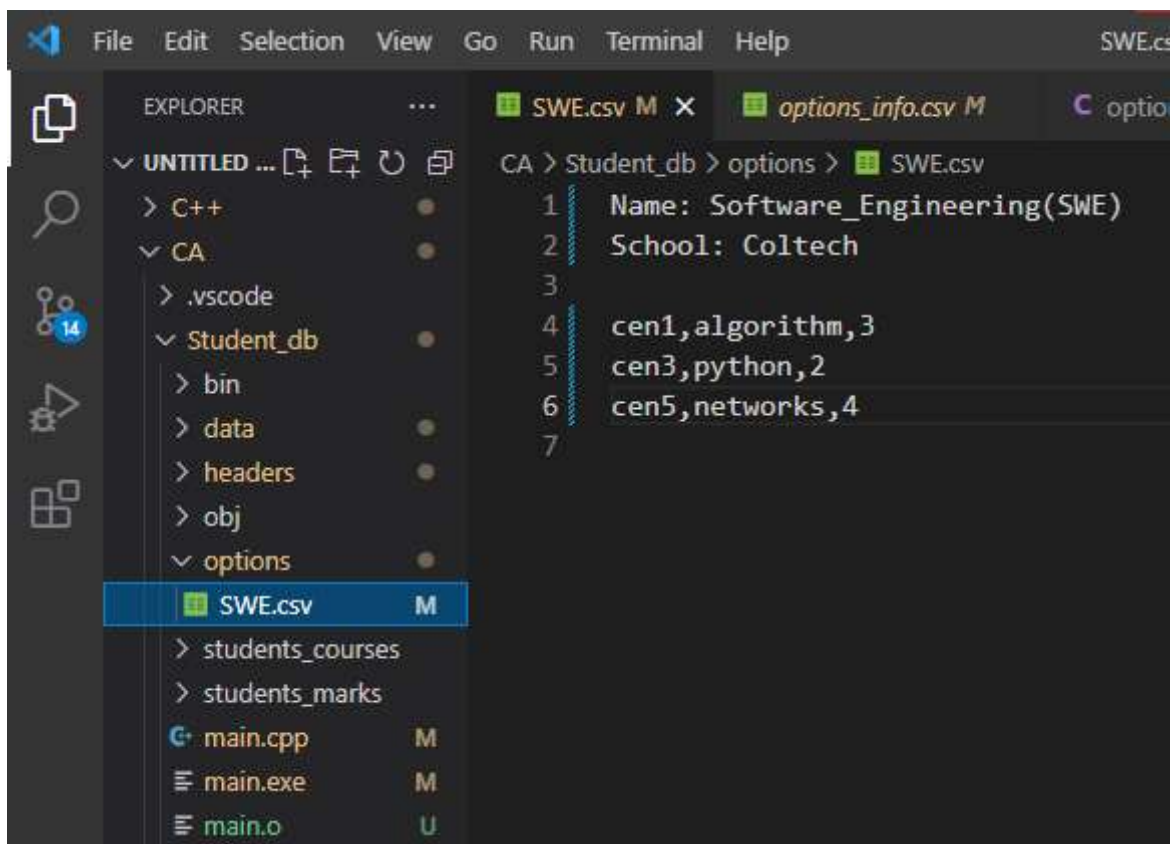 File Edit Selection View Go Run Terminal Help SWE.cs
EXPLORER ...
UNTITLED ...
C++
CA
.vscode
Student_db
bin
data
headers
obj
options
SWE.csv M
students_courses
students_marks
main.cpp M
main.exe M
main.o U
14
SWE.csv M options_info.csv M C optio
CA > Student_db > options > SWE.csv
1 Name: Software_Engineering(SWE)
2 School: Coltech
3
4 cen1,algorithm,3
5 cen3,python,2
6 cen5,networks,4
7